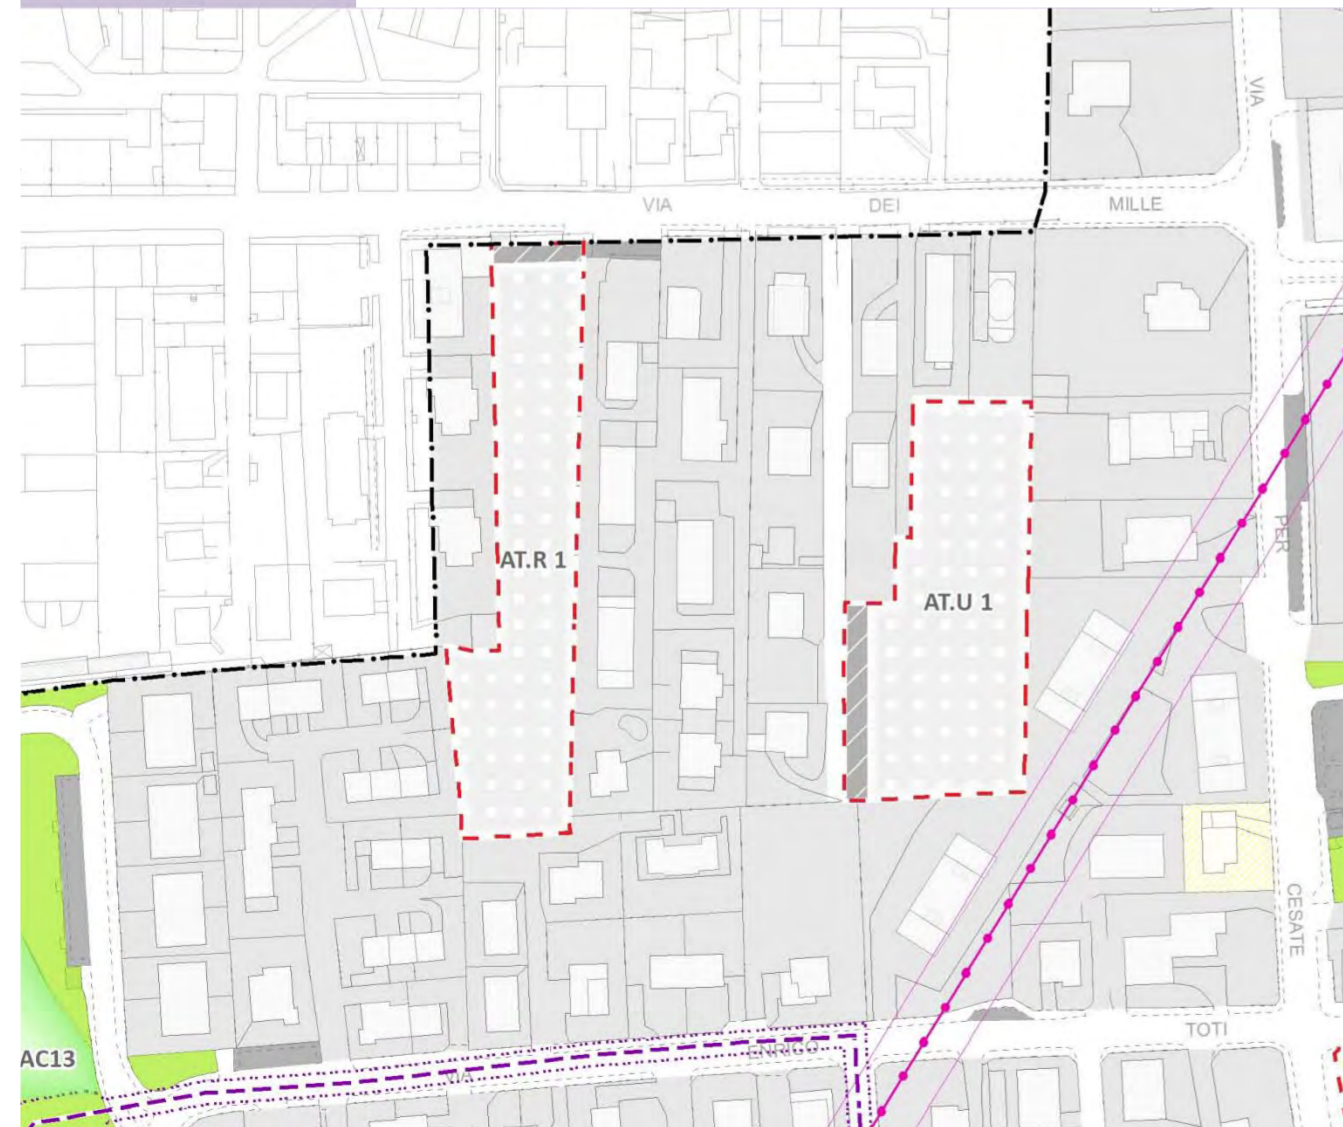 VIA
VIA DEI MILLE
AT.R 1
PER
AT.U 1
CESATE
AC13
VIA ENRICO TOTI